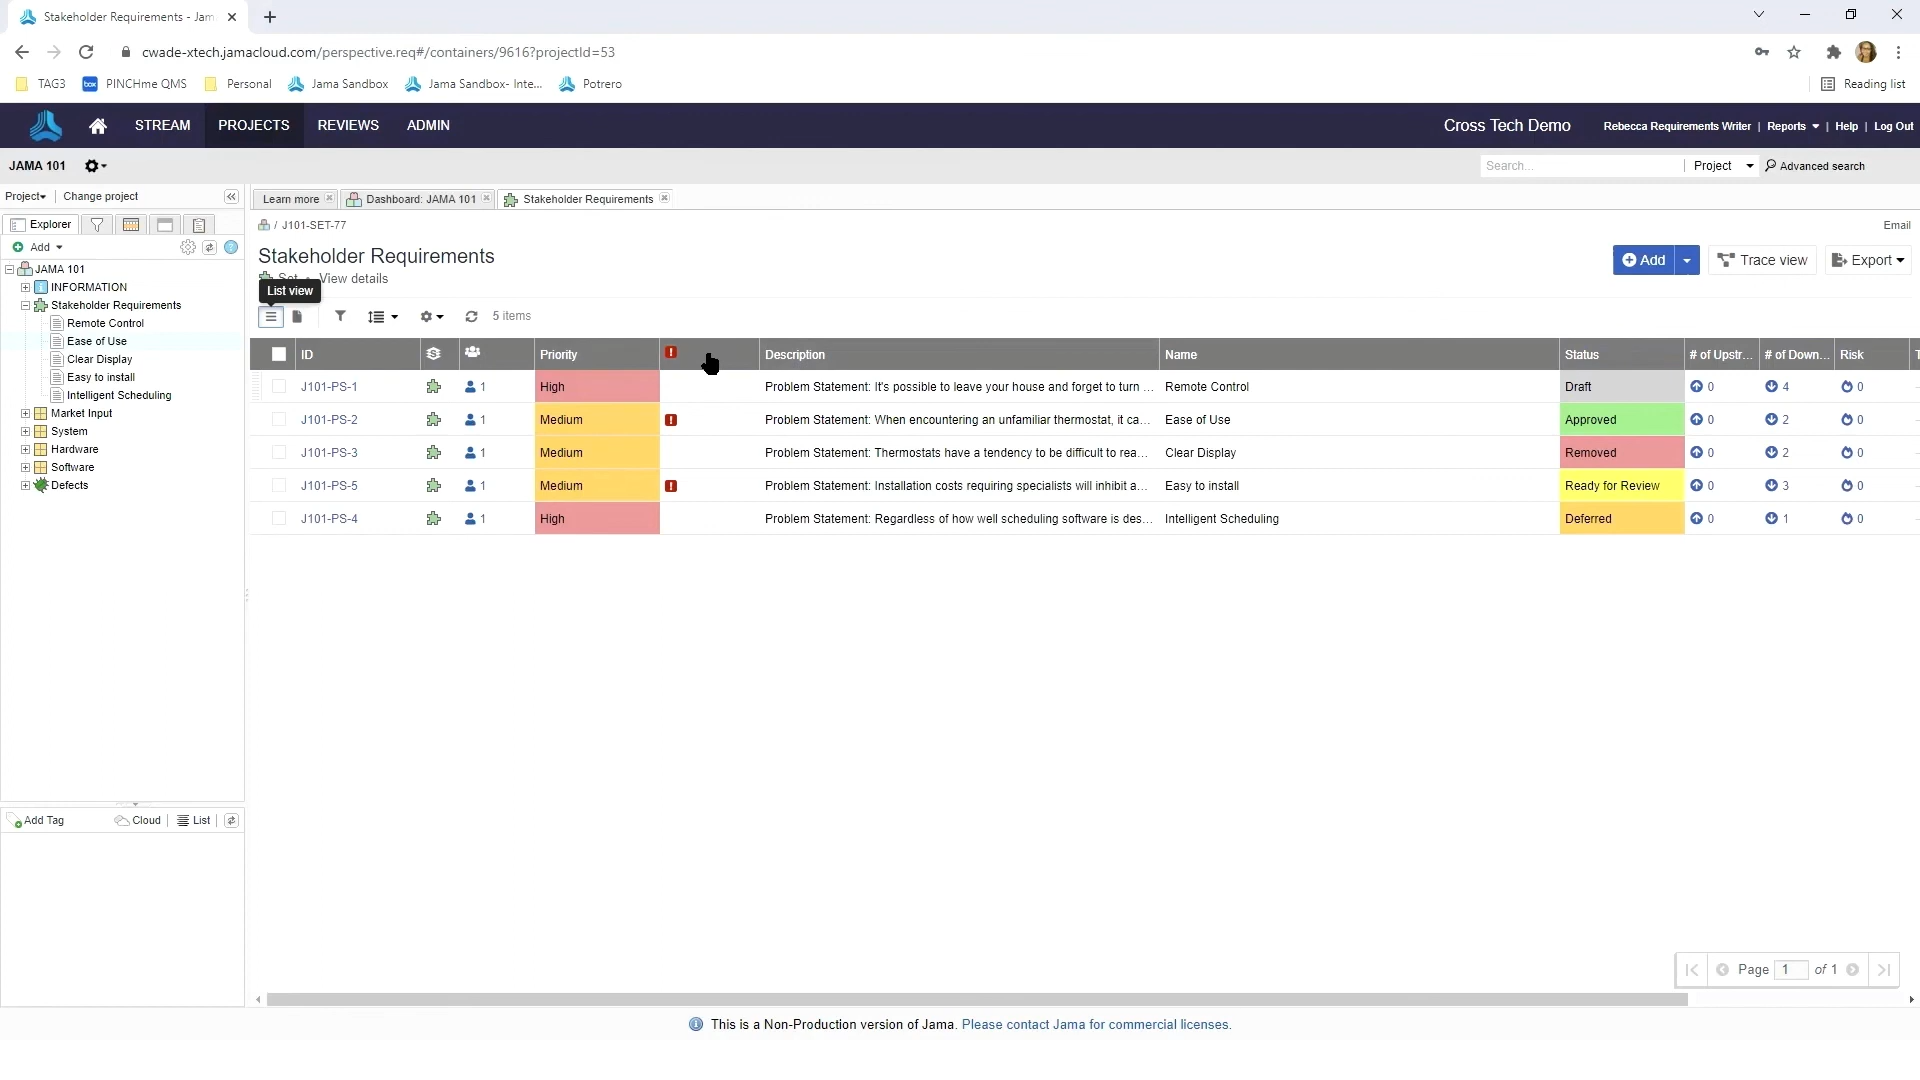 Stakeholder Requirements - Jam
cwade-xtech.jamacloud.com/perspective.req#/containers/9616?projectId=53
TAG3 box PINCHme QMS Personal Jama Sandbox Jama Sandbox- Inte... Potrero Reading list
STREAM PROJECTS REVIEWS ADMIN Cross Tech Demo Rebecca Requirements Writer | Reports | Help | Log Out
JAMA 101 Search... Project Advanced search
Project Change project Learn more Dashboard: JAMA 101 Stakeholder Requirements
Explorer / J101-SET-77 Email
Add
Stakeholder Requirements
Set View details
List view
Add Trace view Export
5 items
JAMA 101
INFORMATION
Stakeholder Requirements
Remote Control
Ease of Use
Clear Display
Easy to install
Intelligent Scheduling
Market Input
System
Hardware
Software
Defects
ID Priority ! Description Name Status # of Upstr... # of Down... Risk T
J101-PS-1 1 High Problem Statement: It's possible to leave your house and forget to turn ... Remote Control Draft 0 4 0
J101-PS-2 1 Medium ! Problem Statement: When encountering an unfamiliar thermostat, it ca... Ease of Use Approved 0 2 0
J101-PS-3 1 Medium Problem Statement: Thermostats have a tendency to be difficult to rea... Clear Display Removed 0 2 0
J101-PS-5 1 Medium ! Problem Statement: Installation costs requiring specialists will inhibit a... Easy to install Ready for Review 0 3 0
J101-PS-4 1 High Problem Statement: Regardless of how well scheduling software is des... Intelligent Scheduling Deferred 0 1 0
Add Tag Cloud | List
Page 1 of 1
This is a Non-Production version of Jama. Please contact Jama for commercial licenses.